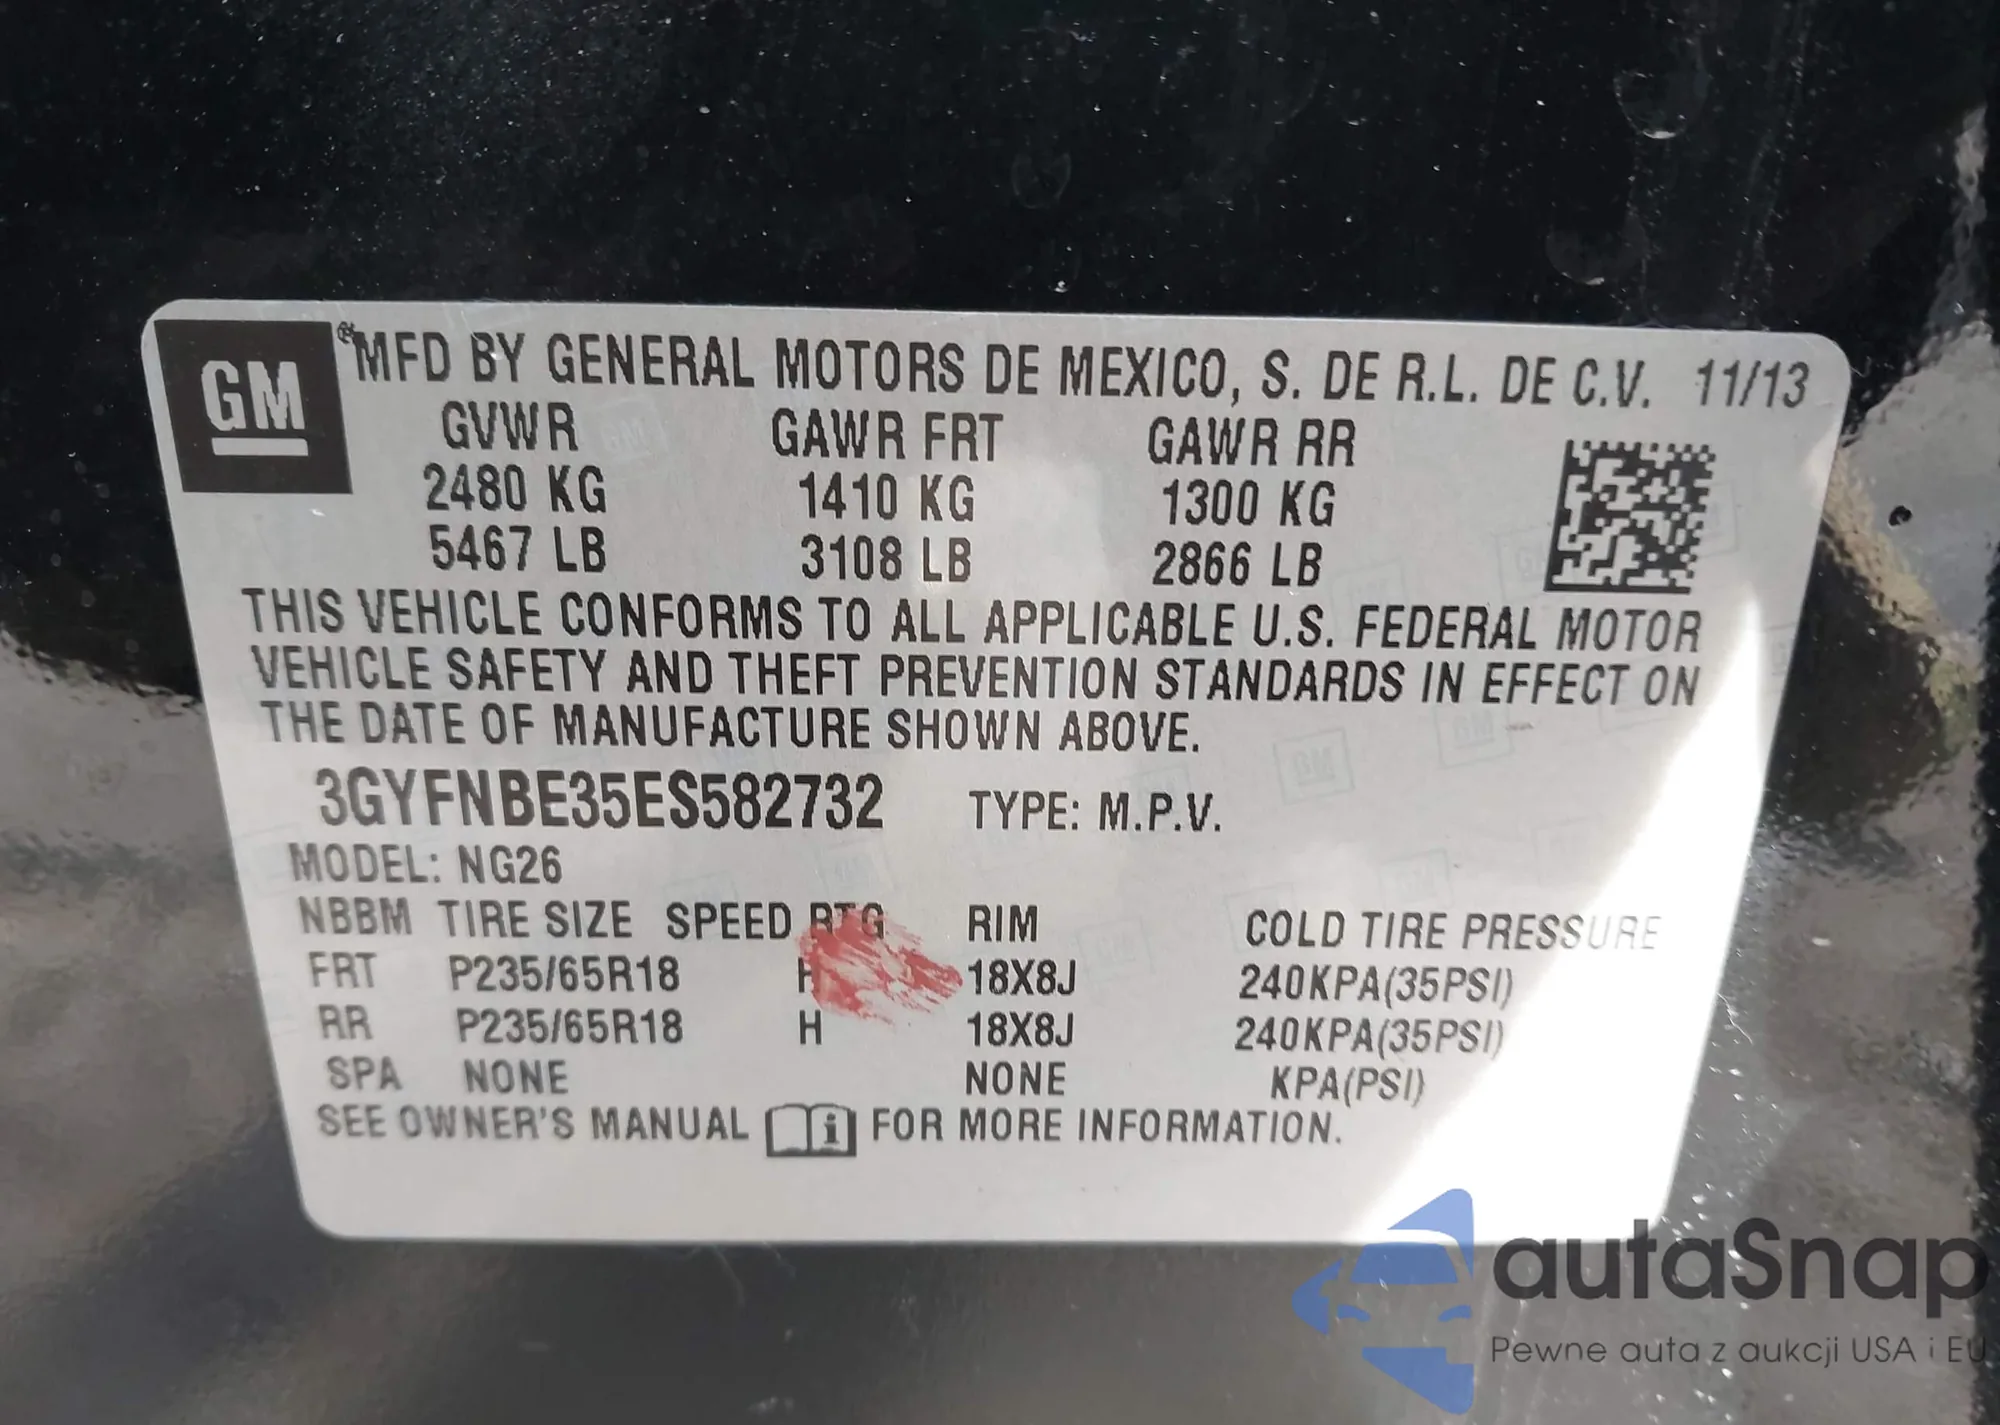 GM
MFD BY GENERAL MOTORS DE MEXICO, S. DE R.L. DE C.V. 11/13
GVWR GAWR FRT GAWR RR
2480 KG 1410 KG 1300 KG
5467 LB 3108 LB 2866 LB
THIS VEHICLE CONFORMS TO ALL APPLICABLE U.S. FEDERAL MOTOR
VEHICLE SAFETY AND THEFT PREVENTION STANDARDS IN EFFECT ON
THE DATE OF MANUFACTURE SHOWN ABOVE.
3GYFNBE35ES582732 TYPE: M.P.V.
MODEL: NG26
NBBM TIRE SIZE SPEED RTG RIM COLD TIRE PRESSURE
FRT P235/65R18 H 18X8J 240KPA(35PSI)
RR P235/65R18 H 18X8J 240KPA(35PSI)
SPA NONE NONE KPA(PSI)
SEE OWNER'S MANUAL i FOR MORE INFORMATION.
autaSnap
Pewne auta z aukcji USA i EU